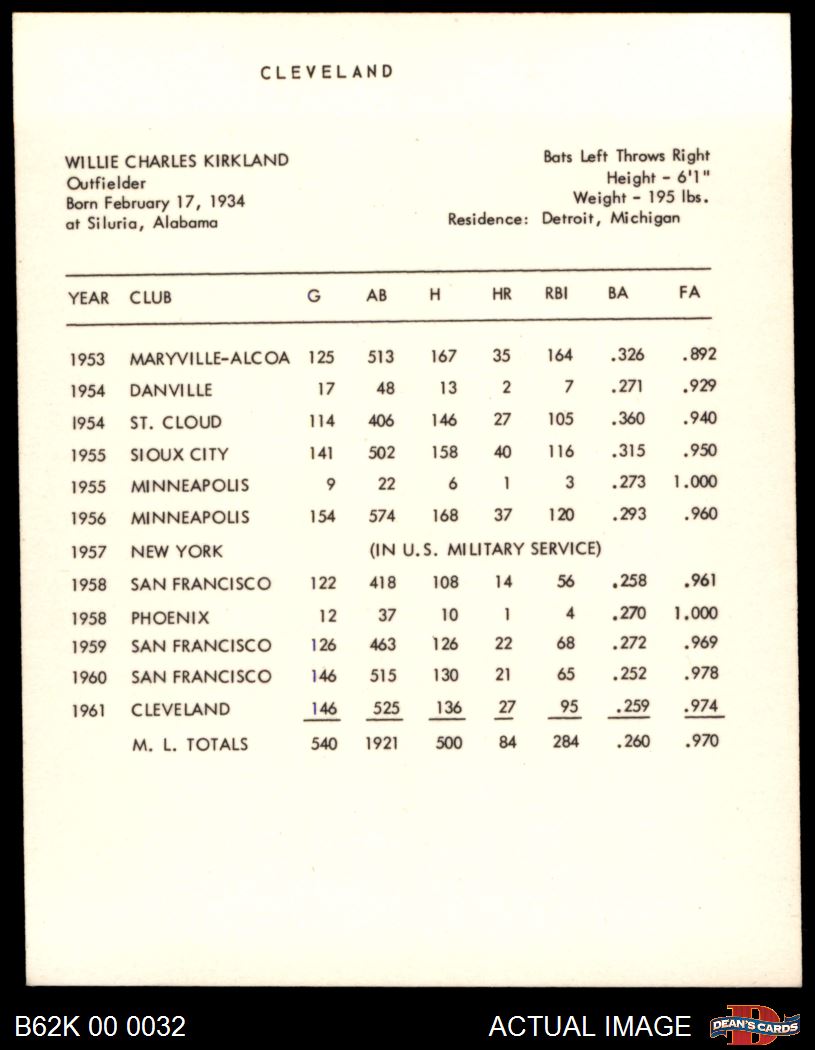 CLEVELAND
WILLIE CHARLES KIRKLAND
Outfielder
Born February 17, 1934
at Siluria, Alabama
Bats Left Throws Right
Height - 6'1"
Weight - 195 lbs.
Residence: Detroit, Michigan
YEAR CLUB G AB H HR RBI BA FA
1953 MARYVILLE-ALCOA 125 513 167 35 164 .326 .892
1954 DANVILLE 17 48 13 2 7 .271 .929
1954 ST. CLOUD 114 406 146 27 105 .360 .940
1955 SIOUX CITY 141 502 158 40 116 .315 .950
1955 MINNEAPOLIS 9 22 6 1 3 .273 1.000
1956 MINNEAPOLIS 154 574 168 37 120 .293 .960
1957 NEW YORK (IN U.S. MILITARY SERVICE)
1958 SAN FRANCISCO 122 418 108 14 56 .258 .961
1958 PHOENIX 12 37 10 1 4 .270 1.000
1959 SAN FRANCISCO 126 463 126 22 68 .272 .969
1960 SAN FRANCISCO 146 515 130 21 65 .252 .978
1961 CLEVELAND 146 525 136 27 95 .259 .974
M. L. TOTALS 540 1921 500 84 284 .260 .970
B62K 00 0032
ACTUAL IMAGE
D
DEAN'S CARDS